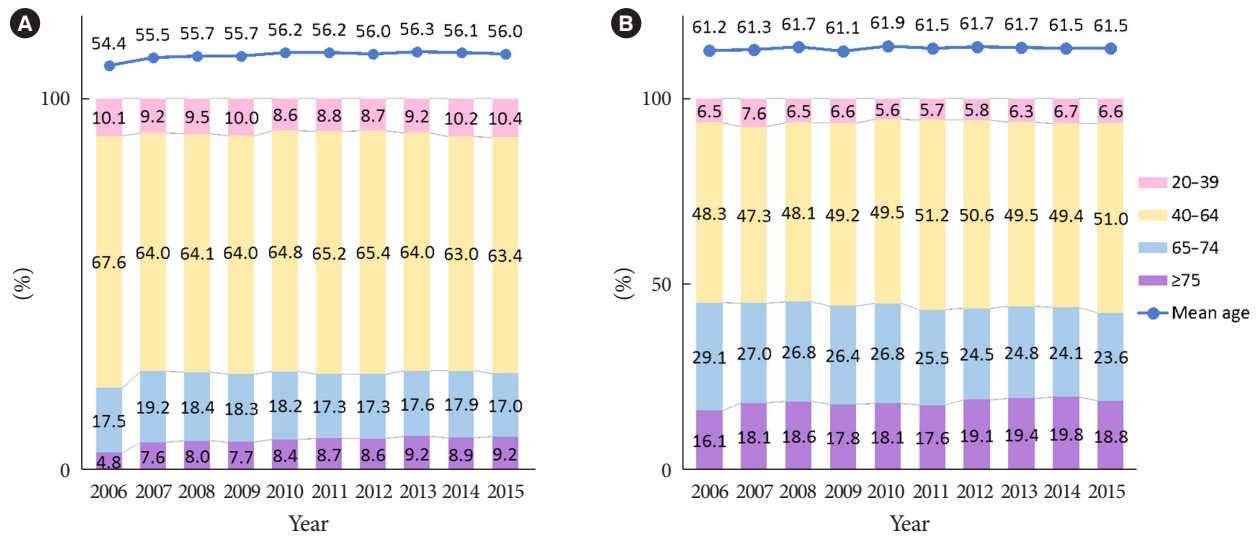 A
54.4 55.5 55.7 55.7 56.2 56.2 56.0 56.3 56.1 56.0
100
10.1 9.2 9.5 10.0 8.6 8.8 8.7 9.2 10.2 10.4
67.6 64.0 64.1 64.0 64.8 65.2 65.4 64.0 63.0 63.4
(%)
17.5 19.2 18.4 18.3 18.2 17.3 17.3 17.6 17.9 17.0
4.8 7.6 8.0 7.7 8.4 8.7 8.6 9.2 8.9 9.2
0
2006 2007 2008 2009 2010 2011 2012 2013 2014 2015
Year
B
61.2 61.3 61.7 61.1 61.9 61.5 61.7 61.7 61.5 61.5
100
6.5 7.6 6.5 6.6 5.6 5.7 5.8 6.3 6.7 6.6
48.3 47.3 48.1 49.2 49.5 51.2 50.6 49.5 49.4 51.0
50
(%)
29.1 27.0 26.8 26.4 26.8 25.5 24.5 24.8 24.1 23.6
16.1 18.1 18.6 17.8 18.1 17.6 19.1 19.4 19.8 18.8
0
2006 2007 2008 2009 2010 2011 2012 2013 2014 2015
Year
20–39
40–64
65–74
≥75
Mean age